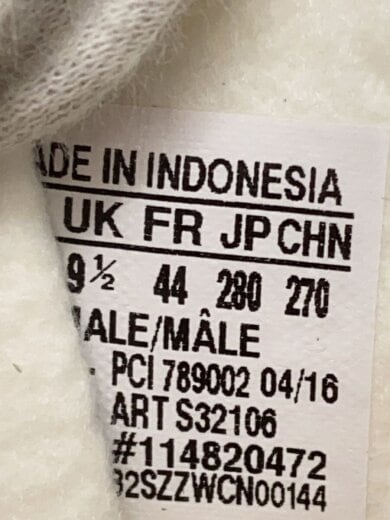 ADE IN INDONESIA
UK FR JP CHN
9½ 44 280 270
MALE/MÂLE
- PCI 789002 04/16
ART S32106
#114820472
32SZZWCN00144